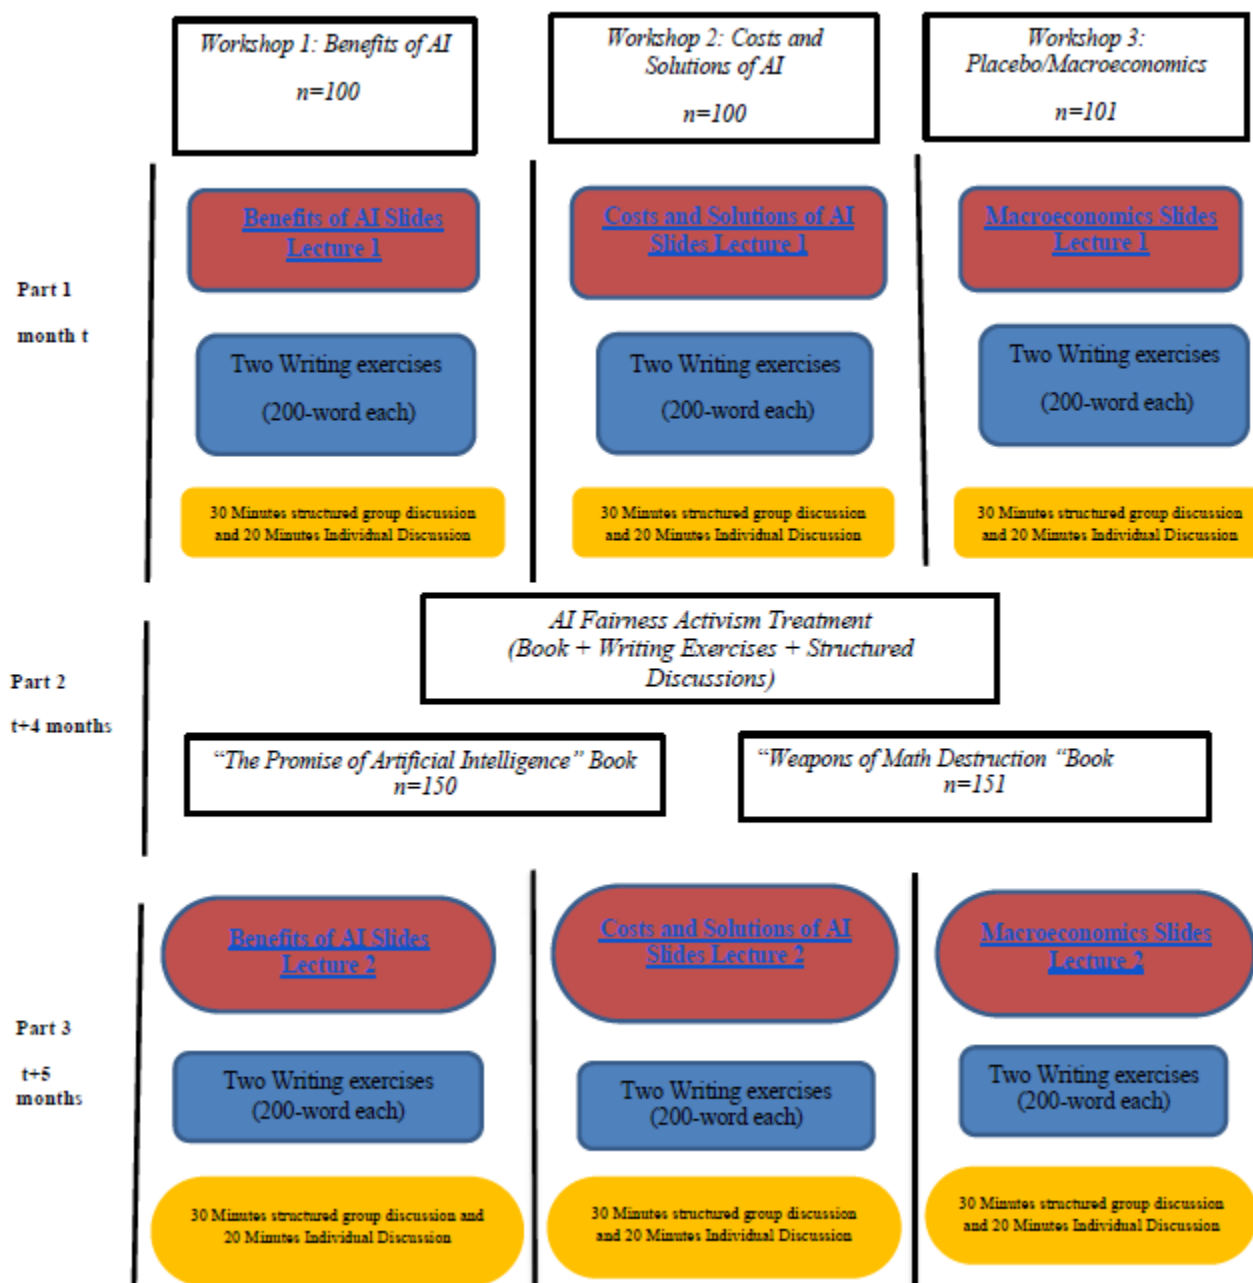 Workshop 1: Benefits of AI
n=100
Workshop 2: Costs and
Solutions of AI
n=100
Workshop 3:
Placebo/Macroeconomics
n=101
Part 1
month t
Benefits of AI Slides
Lecture 1
Costs and Solutions of AI
Slides Lecture 1
Macroeconomics Slides
Lecture 1
Two Writing exercises
(200-word each)
Two Writing exercises
(200-word each)
Two Writing exercises
(200-word each)
30 Minutes structured group discussion
and 20 Minutes Individual Discussion
30 Minutes structured group discussion
and 20 Minutes Individual Discussion
30 Minutes structured group discussion
and 20 Minutes Individual Discussion
Part 2
t+4 months
AI Fairness Activism Treatment
(Book + Writing Exercises + Structured
Discussions)
“The Promise of Artificial Intelligence” Book
n=150
“Weapons of Math Destruction “Book
n=151
Part 3
t+5
months
Benefits of AI Slides
Lecture 2
Costs and Solutions of AI
Slides Lecture 2
Macroeconomics Slides
Lecture 2
Two Writing exercises
(200-word each)
Two Writing exercises
(200-word each)
Two Writing exercises
(200-word each)
30 Minutes structured group discussion and
20 Minutes Individual Discussion
30 Minutes structured group discussion
and 20 Minutes Individual Discussion
30 Minutes structured group discussion
and 20 Minutes Individual Discussion